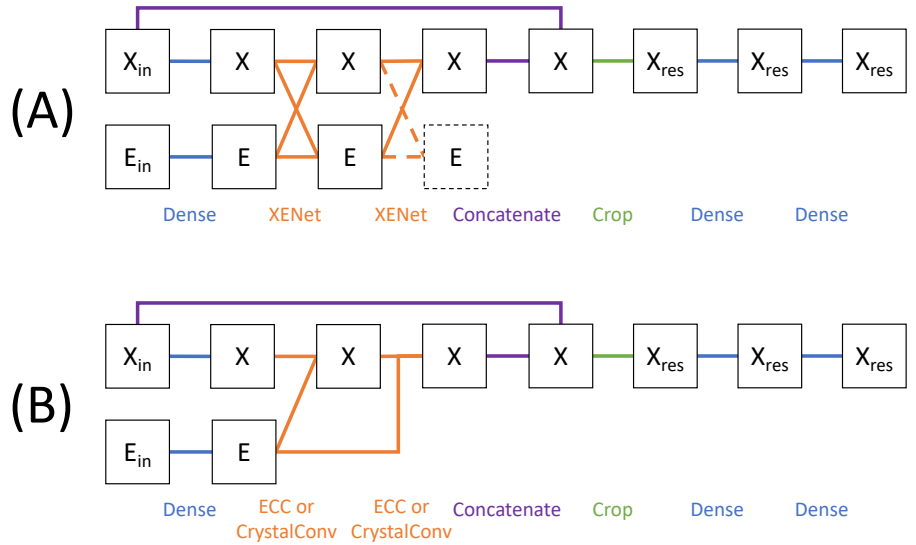 (A)
X_in X X X X X_res X_res X_res
E_in E E E
Dense XENet XENet Concatenate Crop Dense Dense
(B)
X_in X X X X X_res X_res X_res
E_in E
Dense ECC or CrystalConv ECC or CrystalConv Concatenate Crop Dense Dense